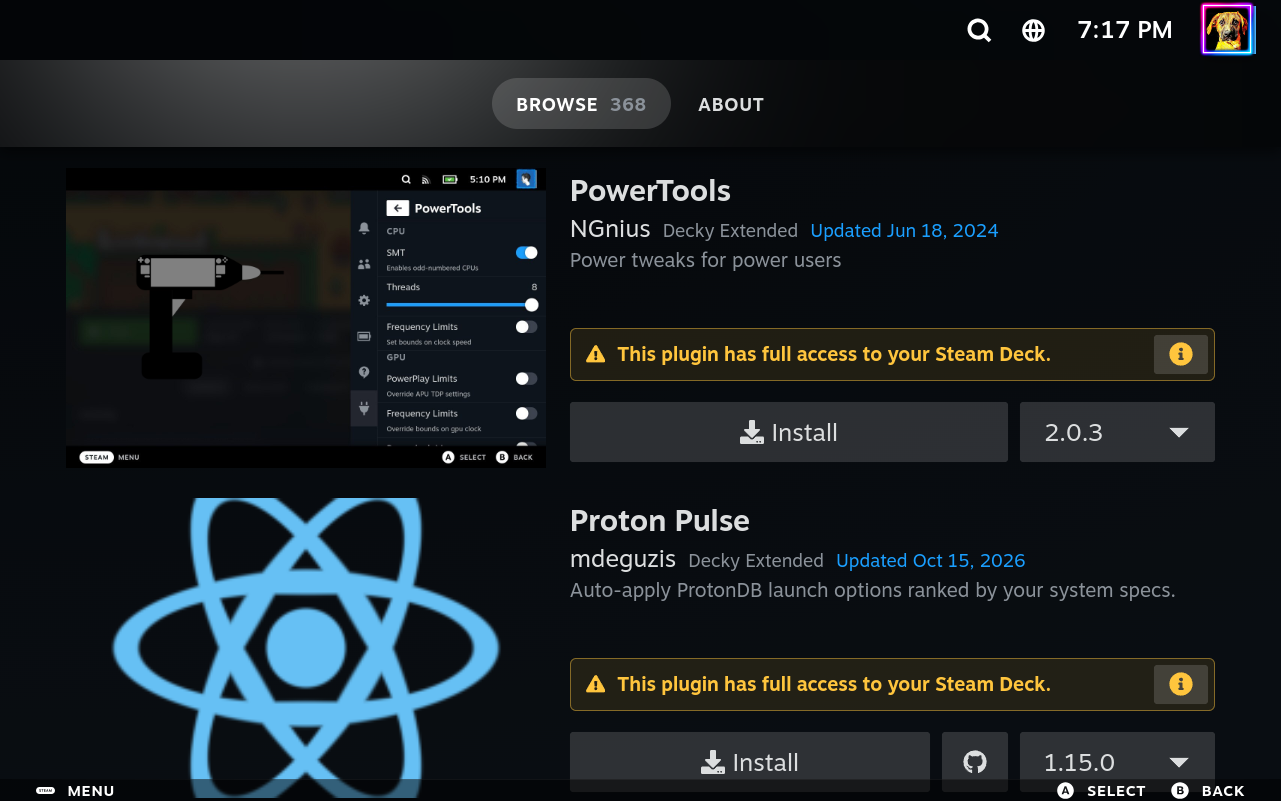 7:17 PM
BROWSE 368 ABOUT
5:10 PM
PowerTools
CPU
SMT
Enables odd-numbered CPUs
Threads 8
Frequency Limits
Set bounds on clock speed
GPU
PowerPlay Limits
Override APU TDP settings
Frequency Limits
Override bounds on gpu clock
STEAM MENU A SELECT B BACK
PowerTools
NGnius Decky Extended Updated Jun 18, 2024
Power tweaks for power users
This plugin has full access to your Steam Deck.
Install 2.0.3
Proton Pulse
mdeguzis Decky Extended Updated Oct 15, 2026
Auto-apply ProtonDB launch options ranked by your system specs.
This plugin has full access to your Steam Deck.
Install 1.15.0
STEAM MENU A SELECT B BACK